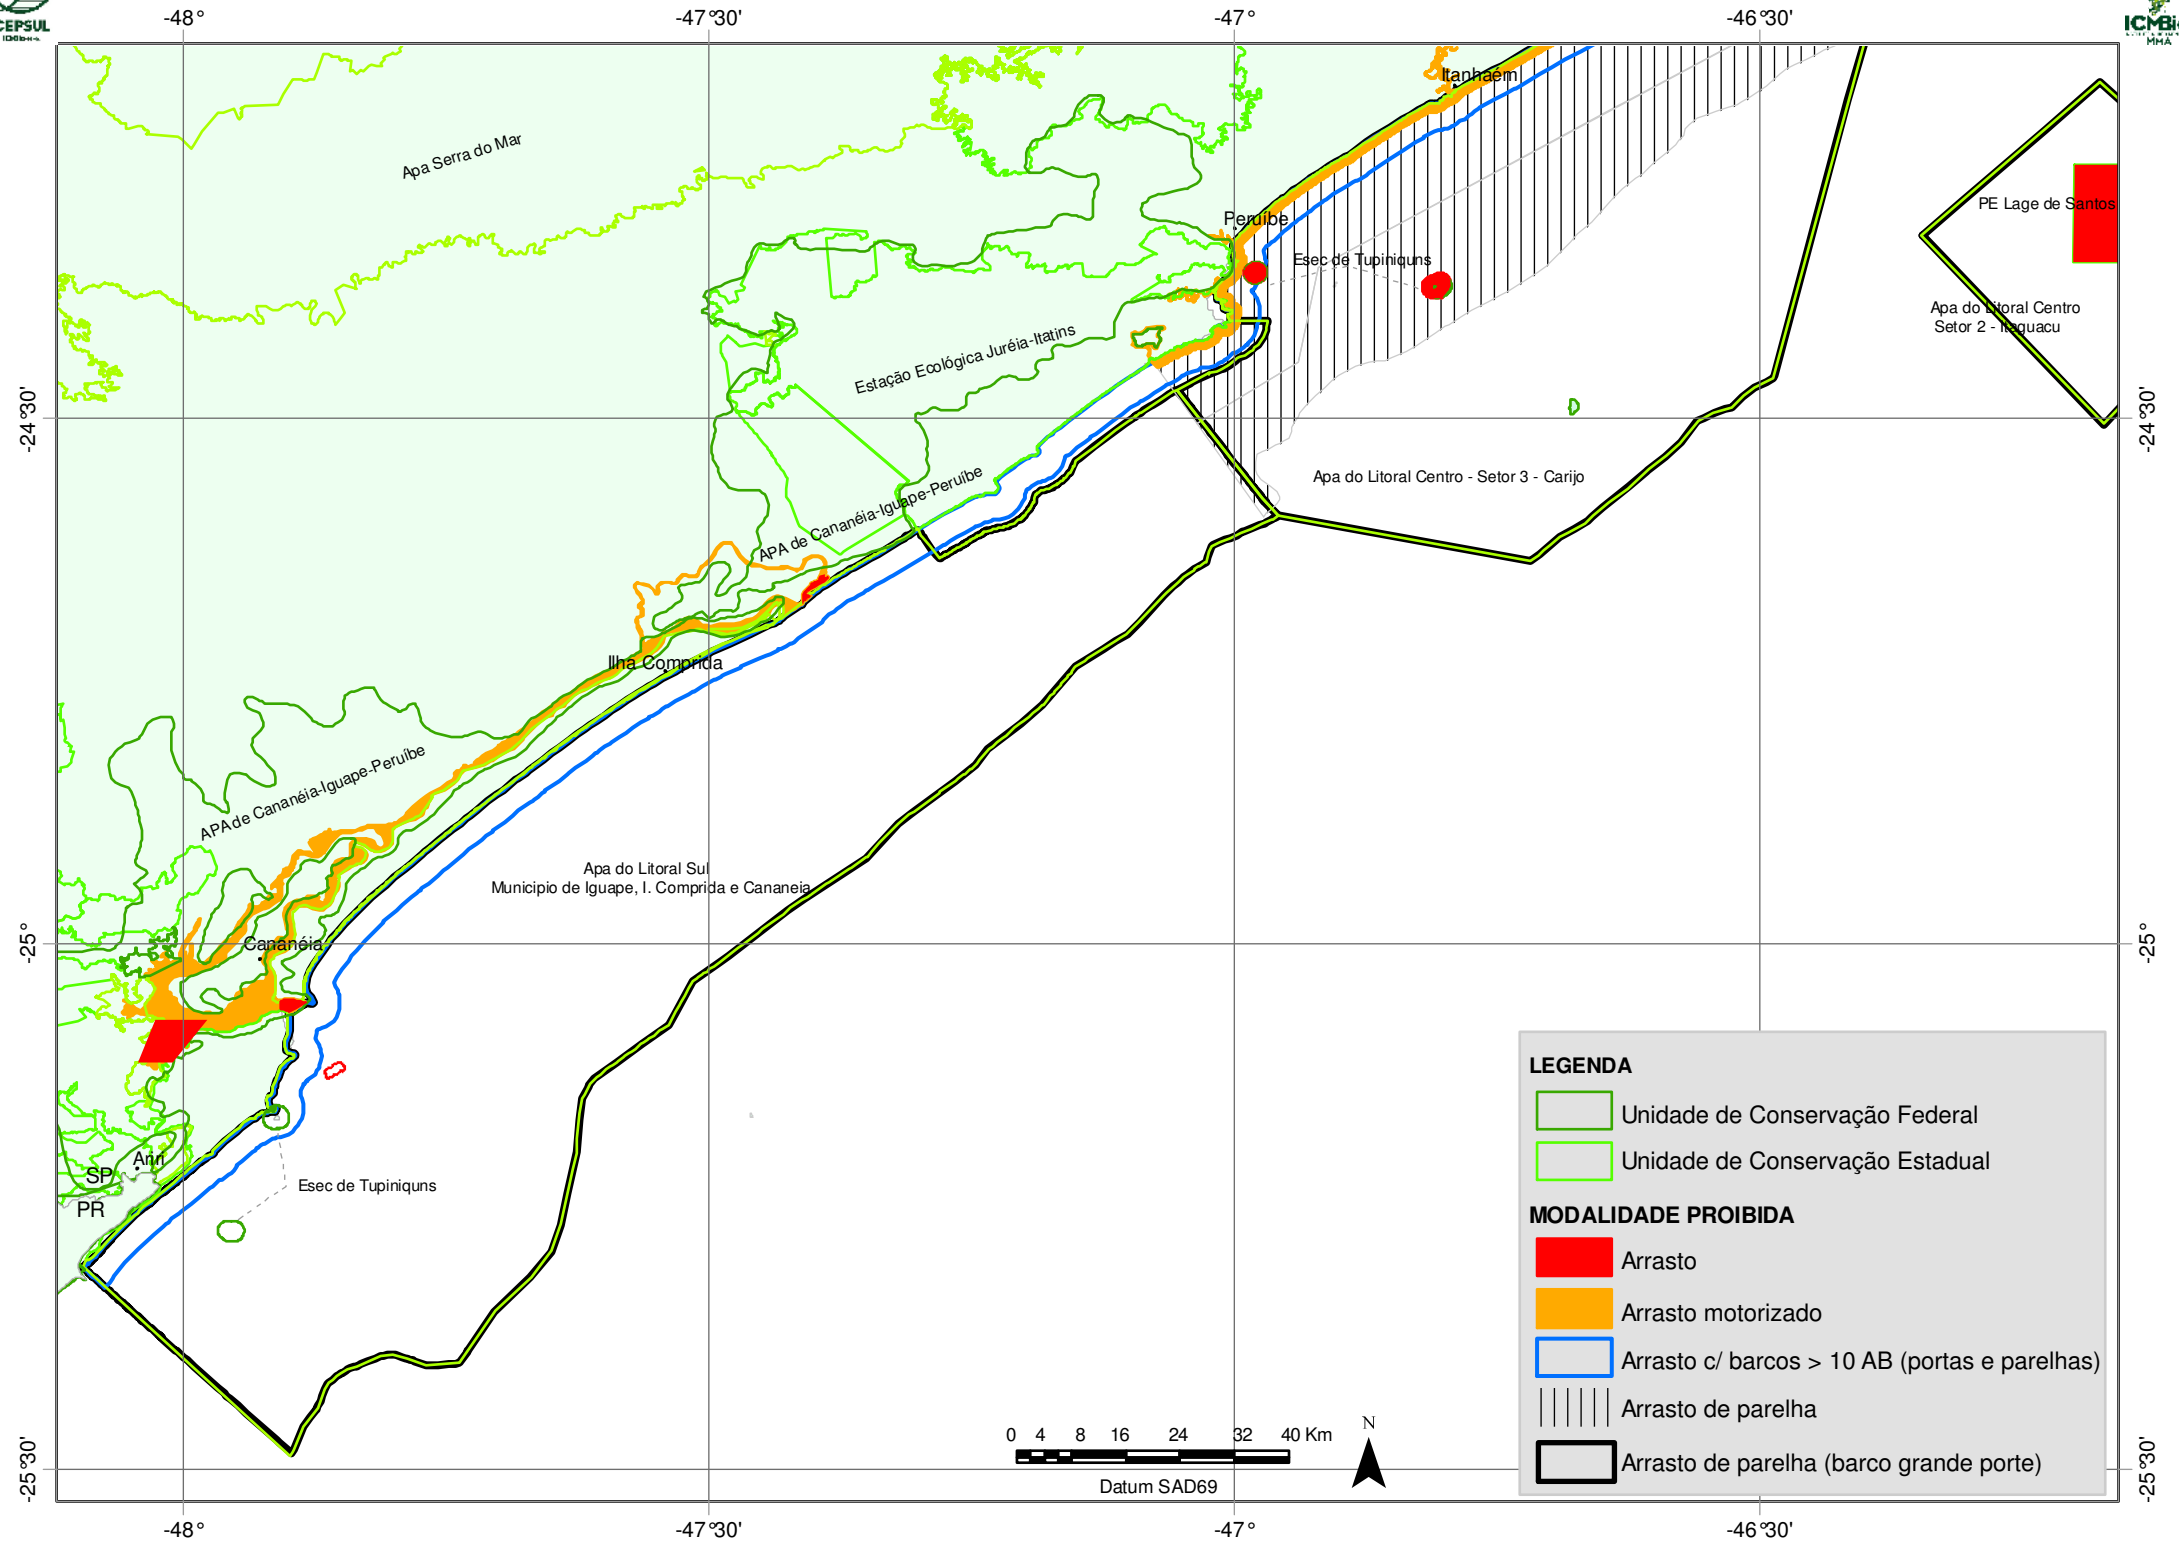 CEPSUL
-48°
-47°30'
-47°
-46°30'
ICMBi
MMA
Itanhaém
Apa Serra do Mar
PE Lage de Santos
Peruíbe
Esec de Tupiniquns
Apa do Litoral Centro
Setor 2 - Itaguacu
Estação Ecológica Juréia-Itatins
-24°30'
-24°30'
Apa do Litoral Centro - Setor 3 - Carijo
APA de Cananéia-Iguape-Peruíbe
Ilha Comprida
APA de Cananéia-Iguape-Peruíbe
Apa do Litoral Sul
Municipio de Iguape, I. Comprida e Cananeia
Cananéia
-25°
-25°
Ariri
SP
PR
Esec de Tupiniquns
LEGENDA
Unidade de Conservação Federal
Unidade de Conservação Estadual
MODALIDADE PROIBIDA
Arrasto
Arrasto motorizado
Arrasto c/ barcos > 10 AB (portas e parelhas)
Arrasto de parelha
Arrasto de parelha (barco grande porte)
0 4 8 16 24 32 40 Km
N
Datum SAD69
-25°30'
-25°30'
-48°
-47°30'
-47°
-46°30'